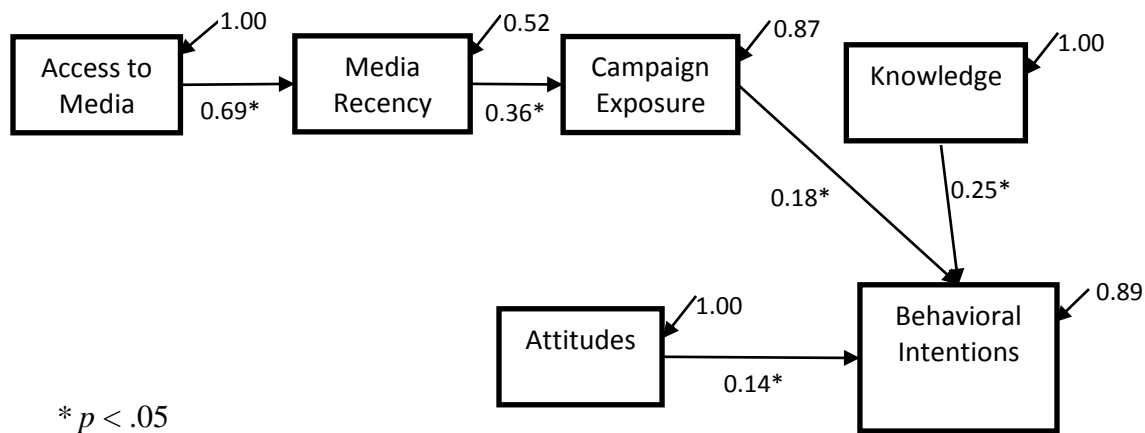 1.00
Access to
Media
0.69*
0.52
Media
Recency
0.36*
0.87
Campaign
Exposure
0.18*
1.00
Knowledge
0.25*
1.00
Attitudes
0.14*
0.89
Behavioral
Intentions
* p < .05